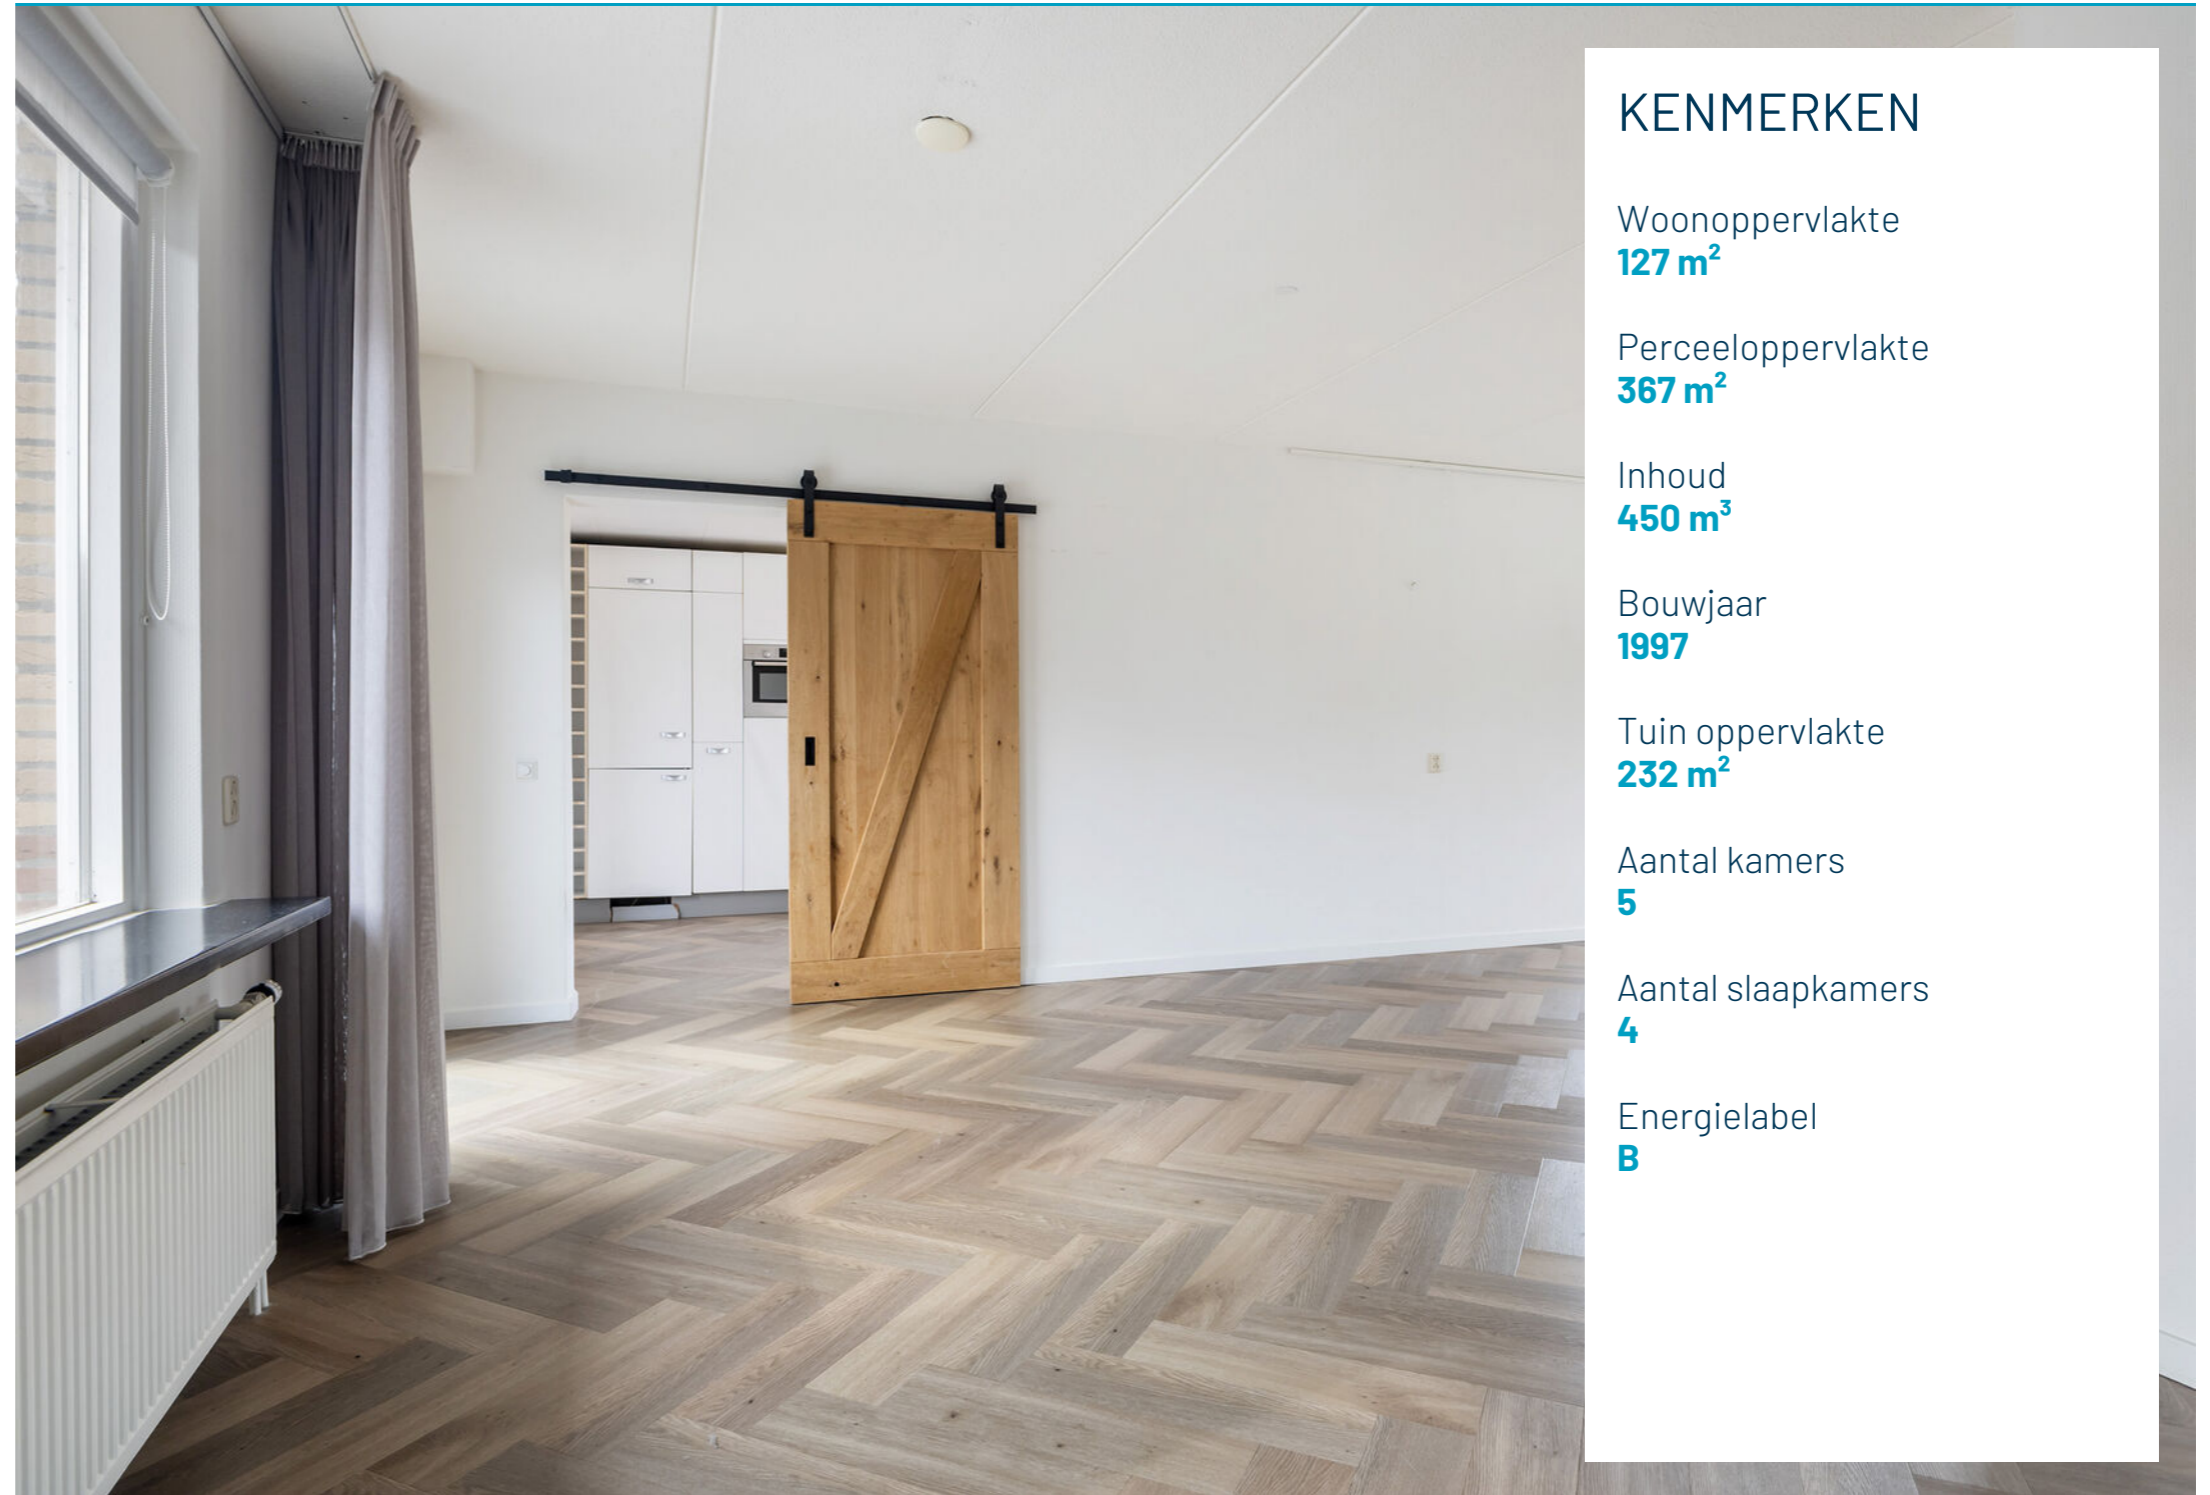 KENMERKEN
Woonoppervlakte
127 m²
Perceeloppervlakte
367 m²
Inhoud
450 m³
Bouwjaar
1997
Tuin oppervlakte
232 m²
Aantal kamers
5
Aantal slaapkamers
4
Energielabel
B